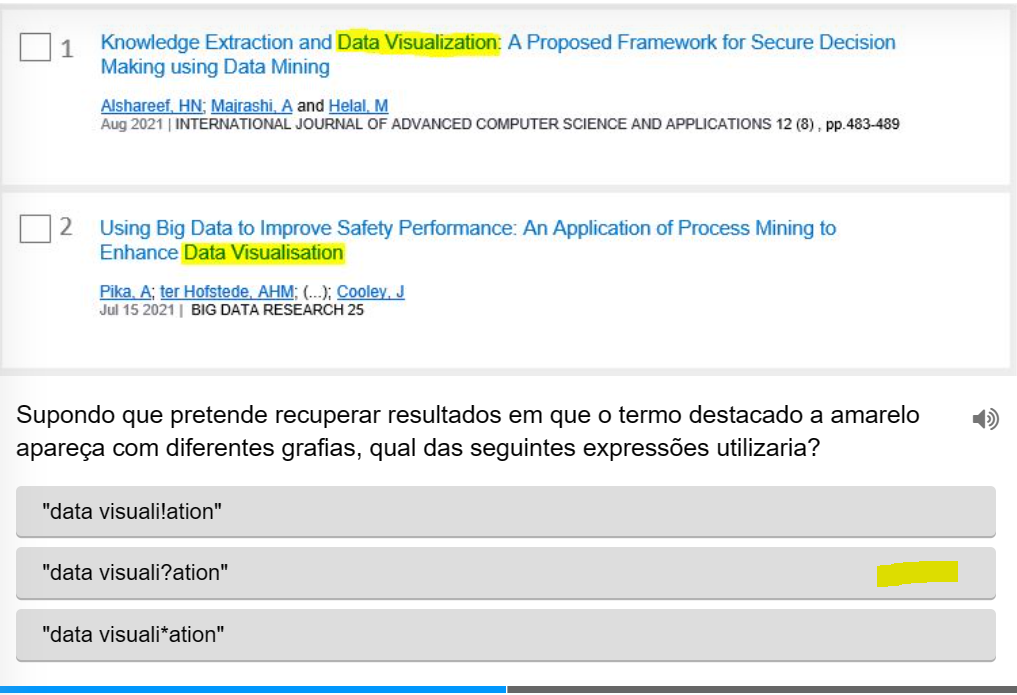 1 Knowledge Extraction and Data Visualization: A Proposed Framework for Secure Decision
Making using Data Mining
Alshareef, HN; Majrashi, A and Helal, M
Aug 2021 | INTERNATIONAL JOURNAL OF ADVANCED COMPUTER SCIENCE AND APPLICATIONS 12 (8) , pp.483-489
2 Using Big Data to Improve Safety Performance: An Application of Process Mining to
Enhance Data Visualisation
Pika, A; ter Hofstede, AHM; (...); Cooley, J
Jul 15 2021 | BIG DATA RESEARCH 25
Supondo que pretende recuperar resultados em que o termo destacado a amarelo
apareça com diferentes grafias, qual das seguintes expressões utilizaria?
"data visuali!ation"
"data visuali?ation"
"data visuali*ation"